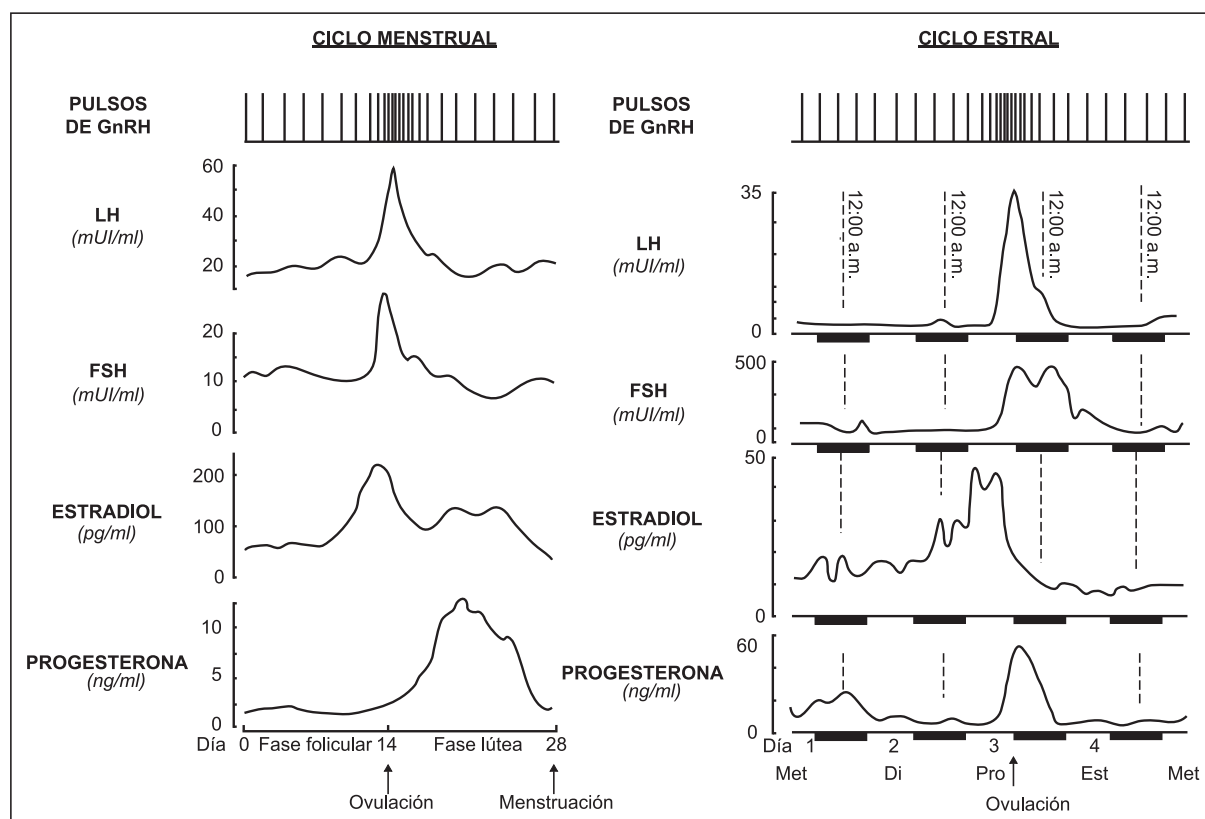 CICLO MENSTRUAL
PULSOS
DE GnRH
LH
(mUI/ml)
60
40
20
FSH
(mUI/ml)
20
10
0
ESTRADIOL
(pg/ml)
200
100
0
PROGESTERONA
(ng/ml)
10
5
0
Día 0 Fase folicular 14 Fase lútea 28
Ovulación
Menstruación
CICLO ESTRAL
PULSOS
DE GnRH
LH
(mUI/ml)
35
0
12:00 a.m.
12:00 a.m.
12:00 a.m.
12:00 a.m.
FSH
(mUI/ml)
500
0
ESTRADIOL
(pg/ml)
50
0
PROGESTERONA
(ng/ml)
60
0
Día 1 2 3 4
Met Di Pro Est Met
Ovulación